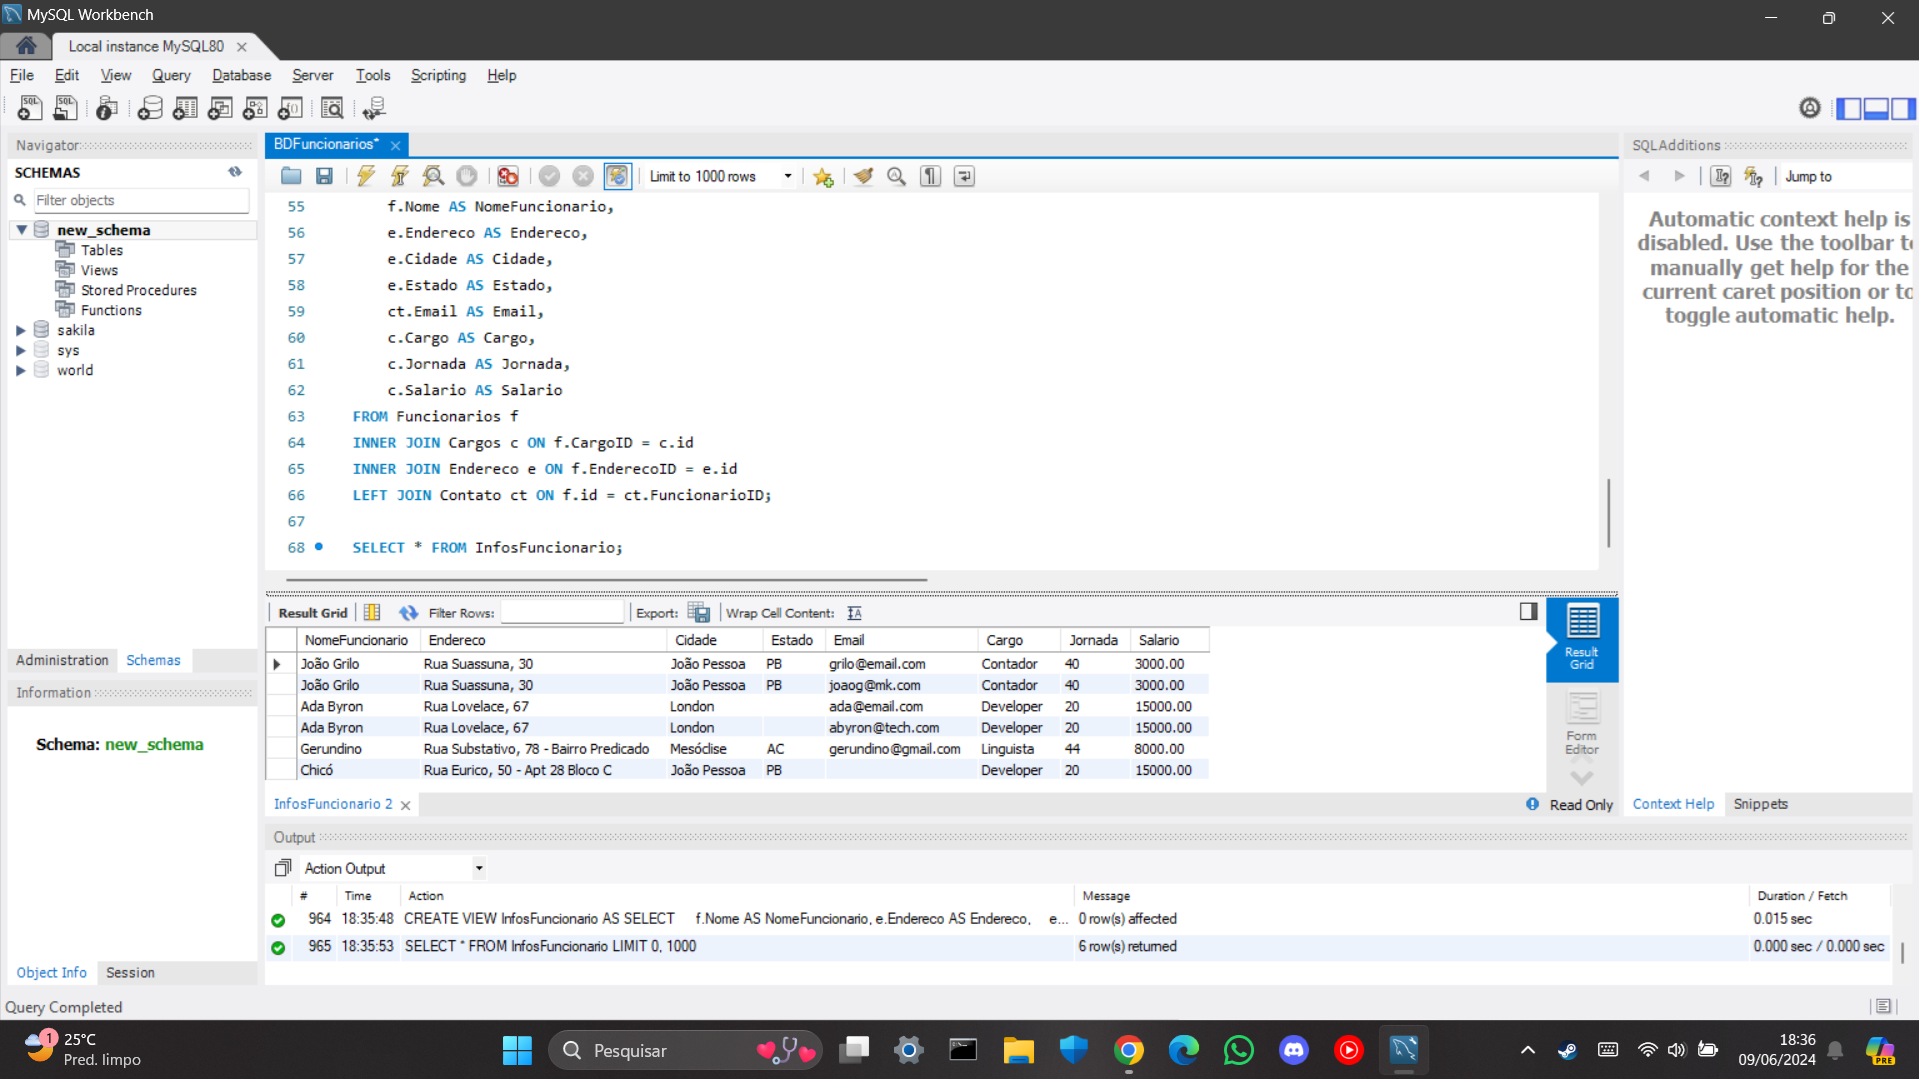 MySQL Workbench
Local instance MySQL80
File Edit View Query Database Server Tools Scripting Help
Navigator
SCHEMAS
Filter objects
new_schema
Tables
Views
Stored Procedures
Functions
sakila
sys
world
Administration Schemas
Information
Schema: new_schema
Object Info Session
BDFuncionarios*
Limit to 1000 rows
55 f.Nome AS NomeFuncionario,
56 e.Endereco AS Endereco,
57 e.Cidade AS Cidade,
58 e.Estado AS Estado,
59 ct.Email AS Email,
60 c.Cargo AS Cargo,
61 c.Jornada AS Jornada,
62 c.Salario AS Salario
63 FROM Funcionarios f
64 INNER JOIN Cargos c ON f.CargoID = c.id
65 INNER JOIN Endereco e ON f.EnderecoID = e.id
66 LEFT JOIN Contato ct ON f.id = ct.FuncionarioID;
67
68 SELECT * FROM InfosFuncionario;
Result Grid Filter Rows: Export: Wrap Cell Content:
NomeFuncionario Endereco Cidade Estado Email Cargo Jornada Salario
João Grilo Rua Suassuna, 30 João Pessoa PB grilo@email.com Contador 40 3000.00
João Grilo Rua Suassuna, 30 João Pessoa PB joaog@mk.com Contador 40 3000.00
Ada Byron Rua Lovelace, 67 London ada@email.com Developer 20 15000.00
Ada Byron Rua Lovelace, 67 London abyron@tech.com Developer 20 15000.00
Gerundino Rua Substativo, 78 - Bairro Predicado Mesóclise AC gerundino@gmail.com Linguista 44 8000.00
Chicó Rua Eurico, 50 - Apt 28 Bloco C João Pessoa PB Developer 20 15000.00
Result
Grid
Form
Editor
InfosFuncionario 2
Read Only
SQLAdditions
Jump to
Automatic context help is
disabled. Use the toolbar to
manually get help for the
current caret position or to
toggle automatic help.
Context Help Snippets
Output
Action Output
# Time Action Message Duration / Fetch
964 18:35:48 CREATE VIEW InfosFuncionario AS SELECT f.Nome AS NomeFuncionario, e.Endereco AS Endereco, e... 0 row(s) affected 0.015 sec
965 18:35:53 SELECT * FROM InfosFuncionario LIMIT 0, 1000 6 row(s) returned 0.000 sec / 0.000 sec
Query Completed
1
25°C
Pred. limpo
Pesquisar
18:36
09/06/2024
PRE